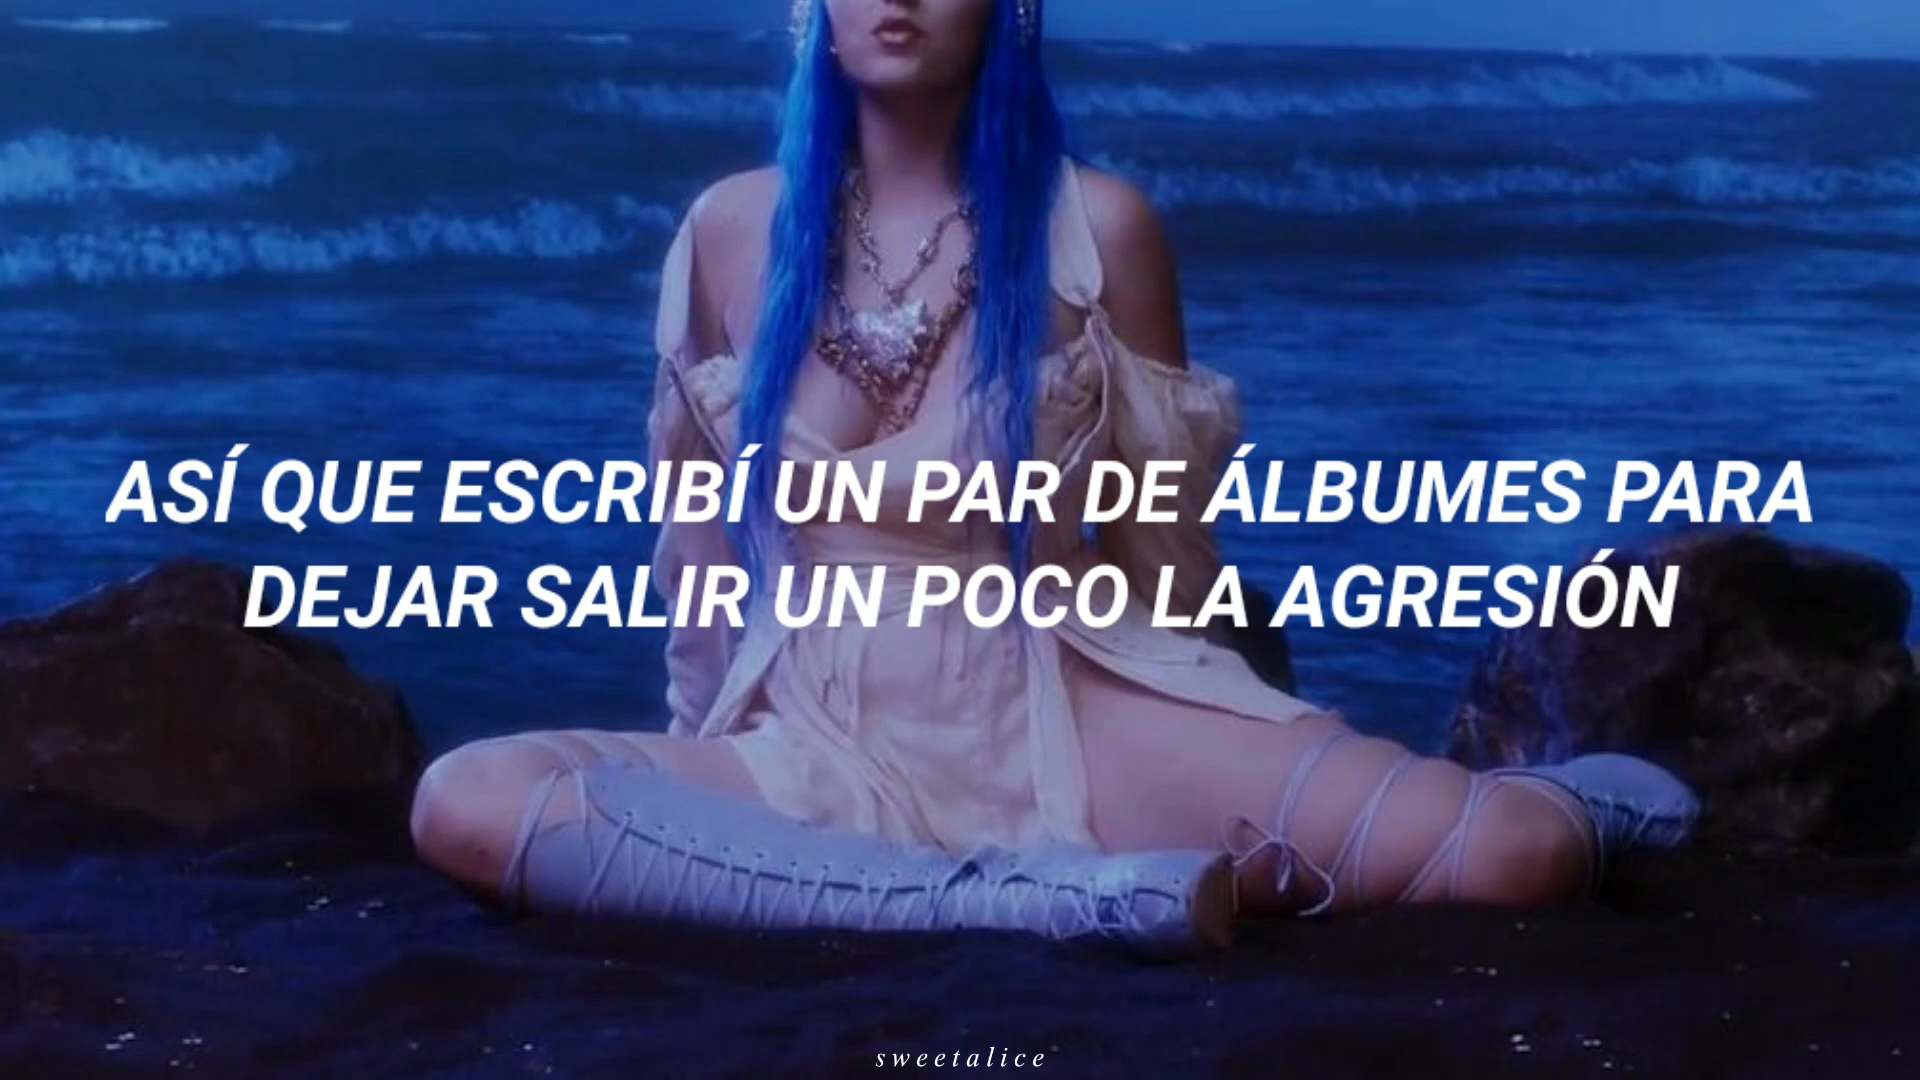 ASÍ QUE ESCRIBÍ UN PAR DE ÁLBUMES PARA
DEJAR SALIR UN POCO LA AGRESIÓN
sweetalice